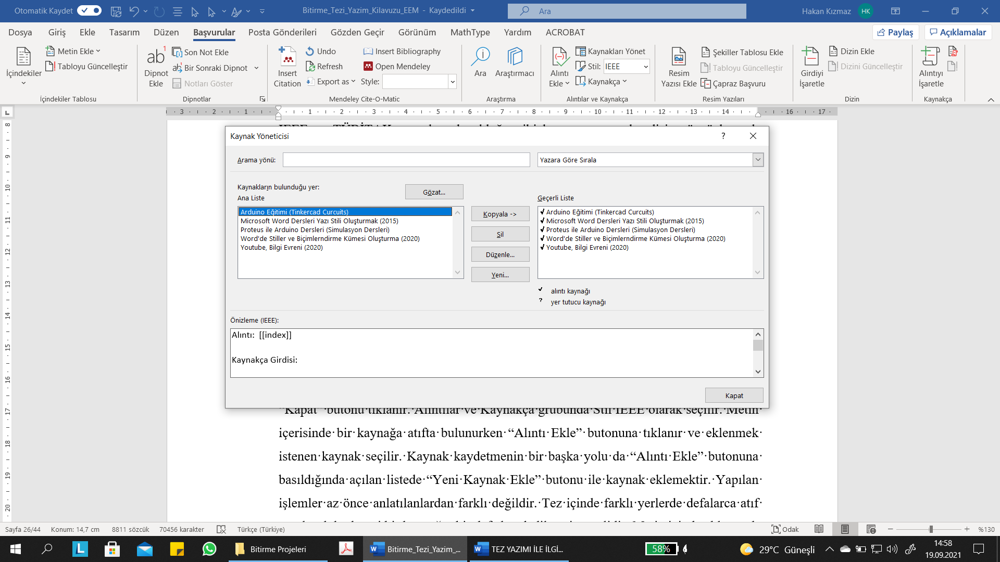 Otomatik Kaydet
Bitirme_Tezi_Yazim_Kilavuzu_EEM - Kaydedildi
Ara
Hakan Kızmaz
HK
Dosya Giriş Ekle Tasarım Düzen Başvurular Posta Gönderileri Gözden Geçir Görünüm MathType Yardım ACROBAT
Paylaş
Açıklamalar
İçindekiler
Metin Ekle
Tabloyu Güncelleştir
İçindekiler Tablosu
ab1
Dipnot
Ekle
Son Not Ekle
Bir Sonraki Dipnot
Notları Göster
Dipnotlar
Insert
Citation
Undo
Refresh
Export as
Insert Bibliography
Open Mendeley
Style:
Mendeley Cite-O-Matic
Ara
Araştırmacı
Araştırma
Alıntı
Ekle
Kaynakları Yönet
Stil: IEEE
Kaynakça
Alıntılar ve Kaynakça
Resim
Yazısı Ekle
Şekiller Tablosu Ekle
Tabloyu Güncelleştir
Çapraz Başvuru
Resim Yazıları
Girdiyi
İşaretle
Dizin Ekle
Dizini Güncelleştir
Dizin
Alıntıyı
İşaretle
Kaynakça
3 2 1 1 2 3 4 5 6 7 8 9 10 11 12 13 14 16 17
8
9
10
11
12
13
14
15
16
17
18
19
20
Kaynak Yöneticisi
?
Arama yönü:
Yazara Göre Sırala
Kaynakların bulunduğu yer:
Ana Liste
Gözat...
Geçerli Liste
Arduino Eğitimi (Tinkercad Curcuits)
Microsoft Word Dersleri Yazı Stili Oluşturmak (2015)
Proteus ile Arduino Dersleri (Simulasyon Dersleri)
Word'de Stiller ve Biçimlerndirme Kümesi Oluşturma (2020)
Youtube, Bilgi Evreni (2020)
Kopyala ->
Sil
Düzenle...
Yeni...
✓ Arduino Eğitimi (Tinkercad Curcuits)
✓ Microsoft Word Dersleri Yazı Stili Oluşturmak (2015)
✓ Proteus ile Arduino Dersleri (Simulasyon Dersleri)
✓ Word'de Stiller ve Biçimlerndirme Kümesi Oluşturma (2020)
✓ Youtube, Bilgi Evreni (2020)
✓ alıntı kaynağı
? yer tutucu kaynağı
Önizleme (IEEE):
Alıntı: [[index]]
Kaynakça Girdisi:
Kapat
"Kapat" butonu tıklanır. Alıntılar ve Kaynakça grubunda Stil IEEE olarak seçilir. Metin
içerisinde bir kaynağa atıfta bulunurken “Alıntı Ekle” butonuna tıklanır ve eklenmek
istenen kaynak seçilir. Kaynak kaydetmenin bir başka yolu da “Alıntı Ekle” butonuna
basıldığında açılan listede “Yeni Kaynak Ekle” butonu ile kaynak eklemektir. Yapılan
işlemler az önce anlatılanlardan farklı değildir. Tez içinde farklı yerlerde defalarca atıf
Sayfa 26/44 Konum: 14,7 cm 8811 sözcük 70456 karakter Türkçe (Türkiye)
Odak
%130
Bitirme Projeleri
Bitirme_Tezi_Yazim_...
TEZ YAZIMI İLE İLGİ...
58%
29°C Güneşli
14:58
19.09.2021